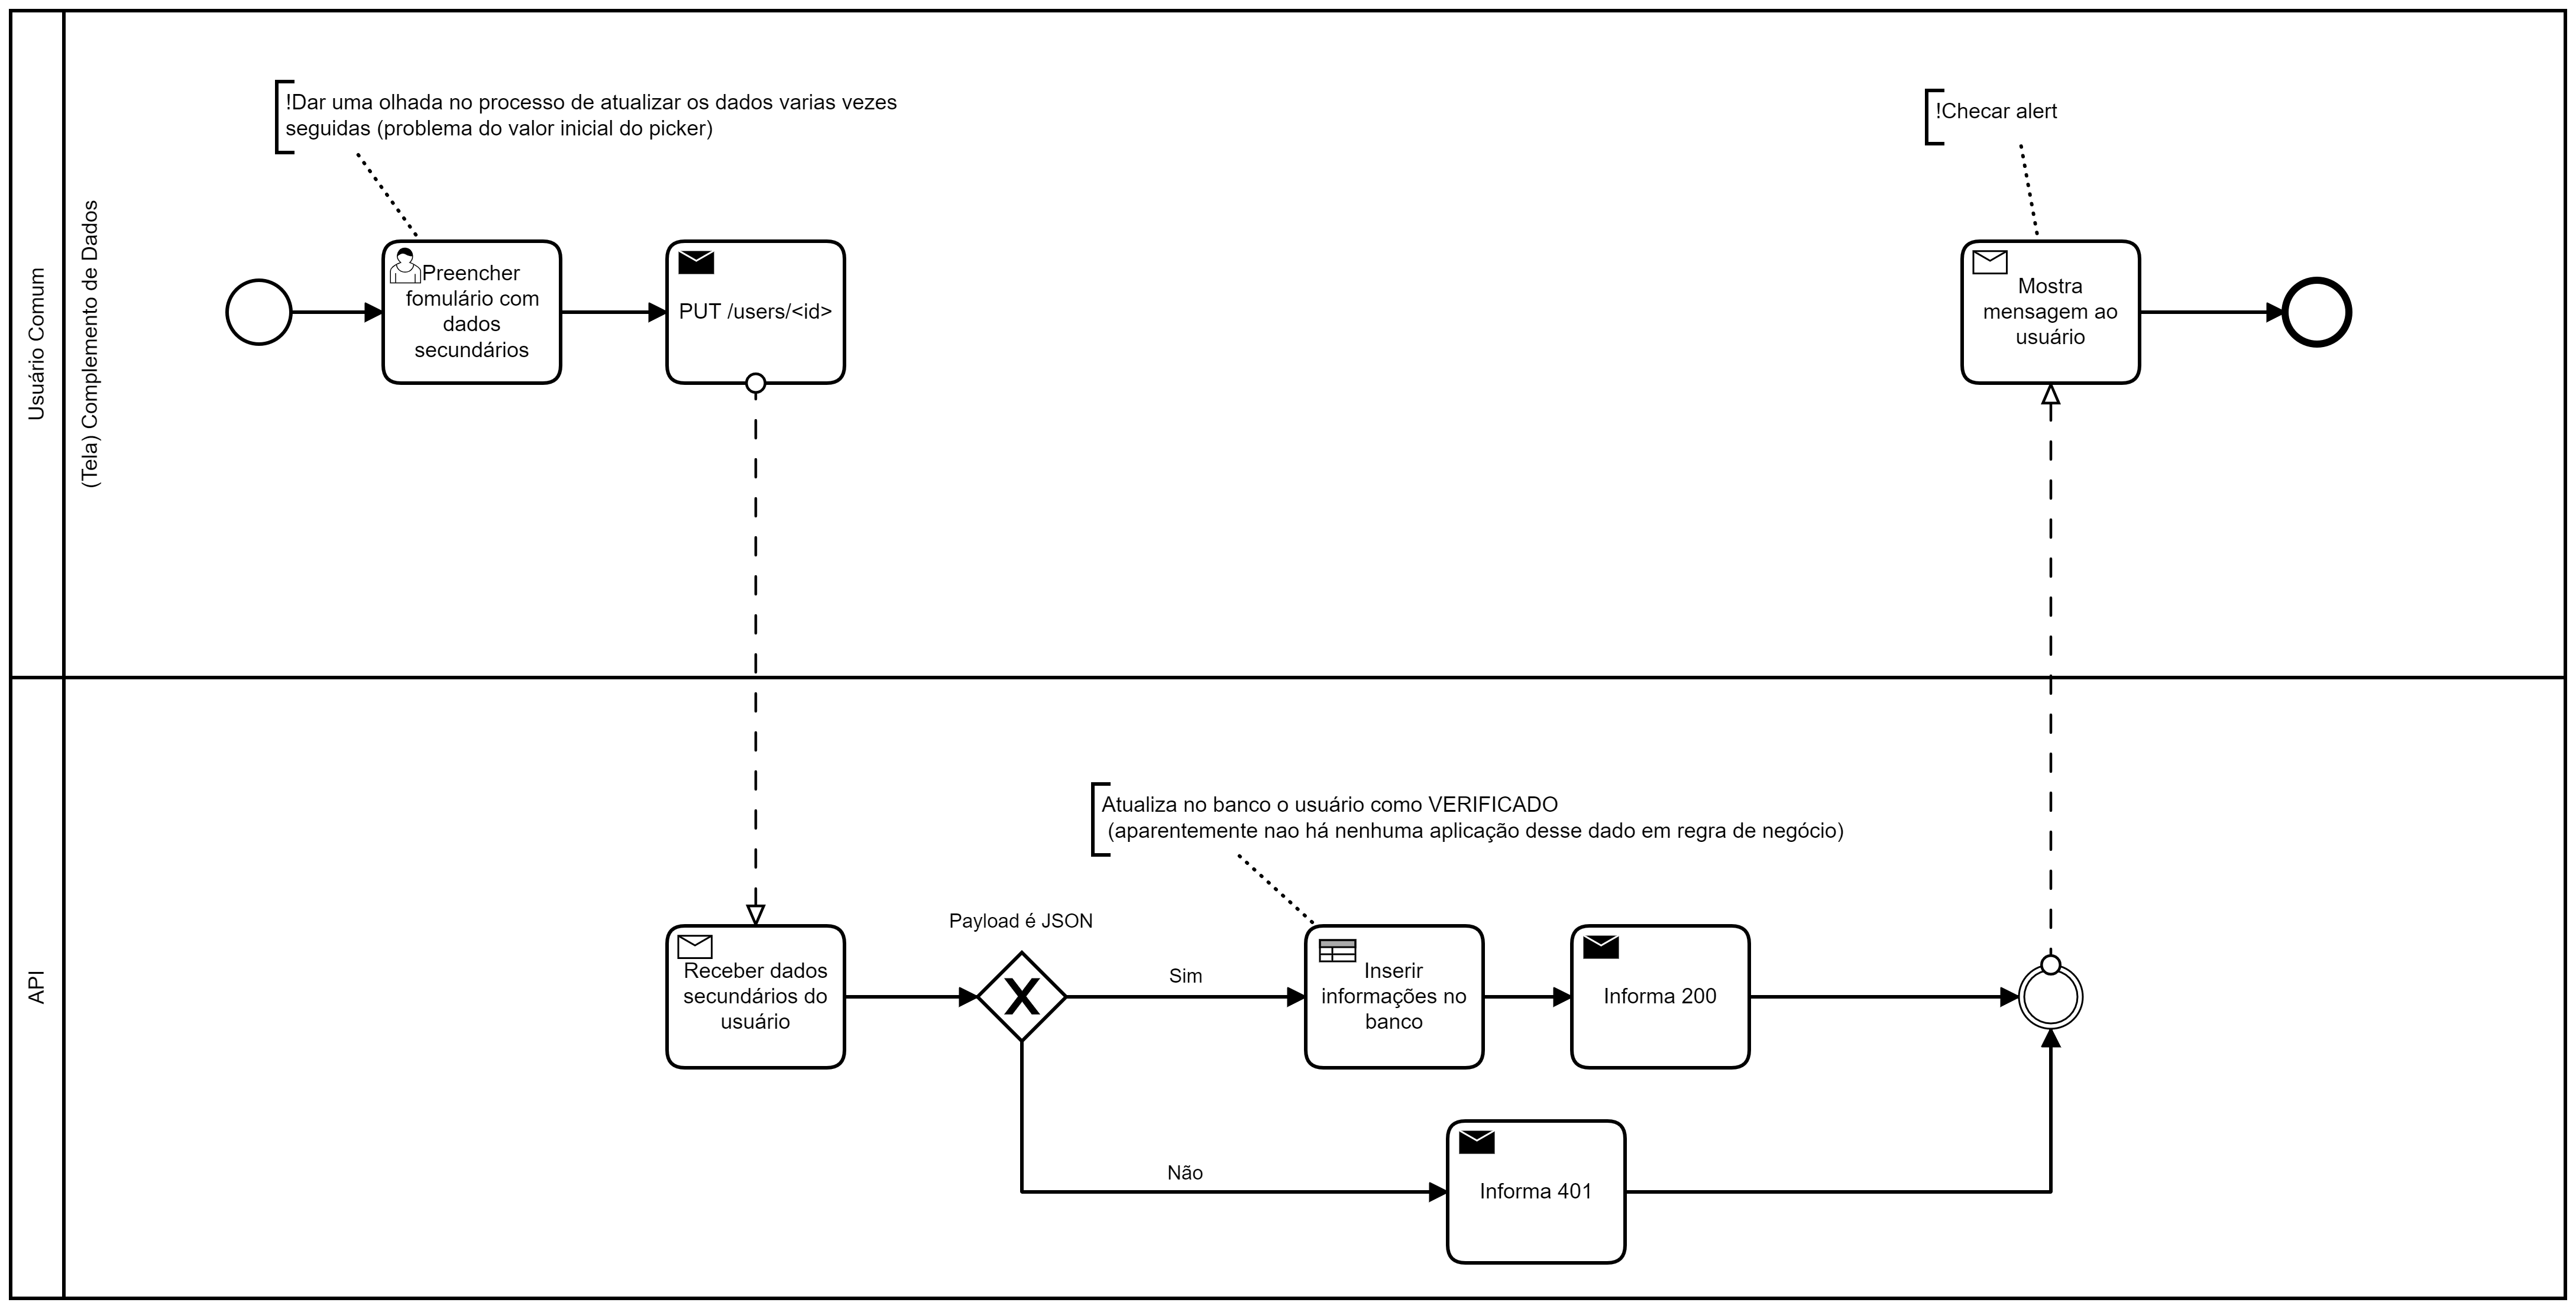 Usuário Comum
(Tela) Complemento de Dados
!Dar uma olhada no processo de atualizar os dados varias vezes
seguidas (problema do valor inicial do picker)
Preencher
fomulário com
dados
secundários
PUT /users/<id>
!Checar alert
Mostra
mensagem ao
usuário
API
Receber dados
secundários do
usuário
Payload é JSON
Sim
Não
Atualiza no banco o usuário como VERIFICADO
(aparentemente nao há nenhuma aplicação desse dado em regra de negócio)
Inserir
informações no
banco
Informa 200
Informa 401